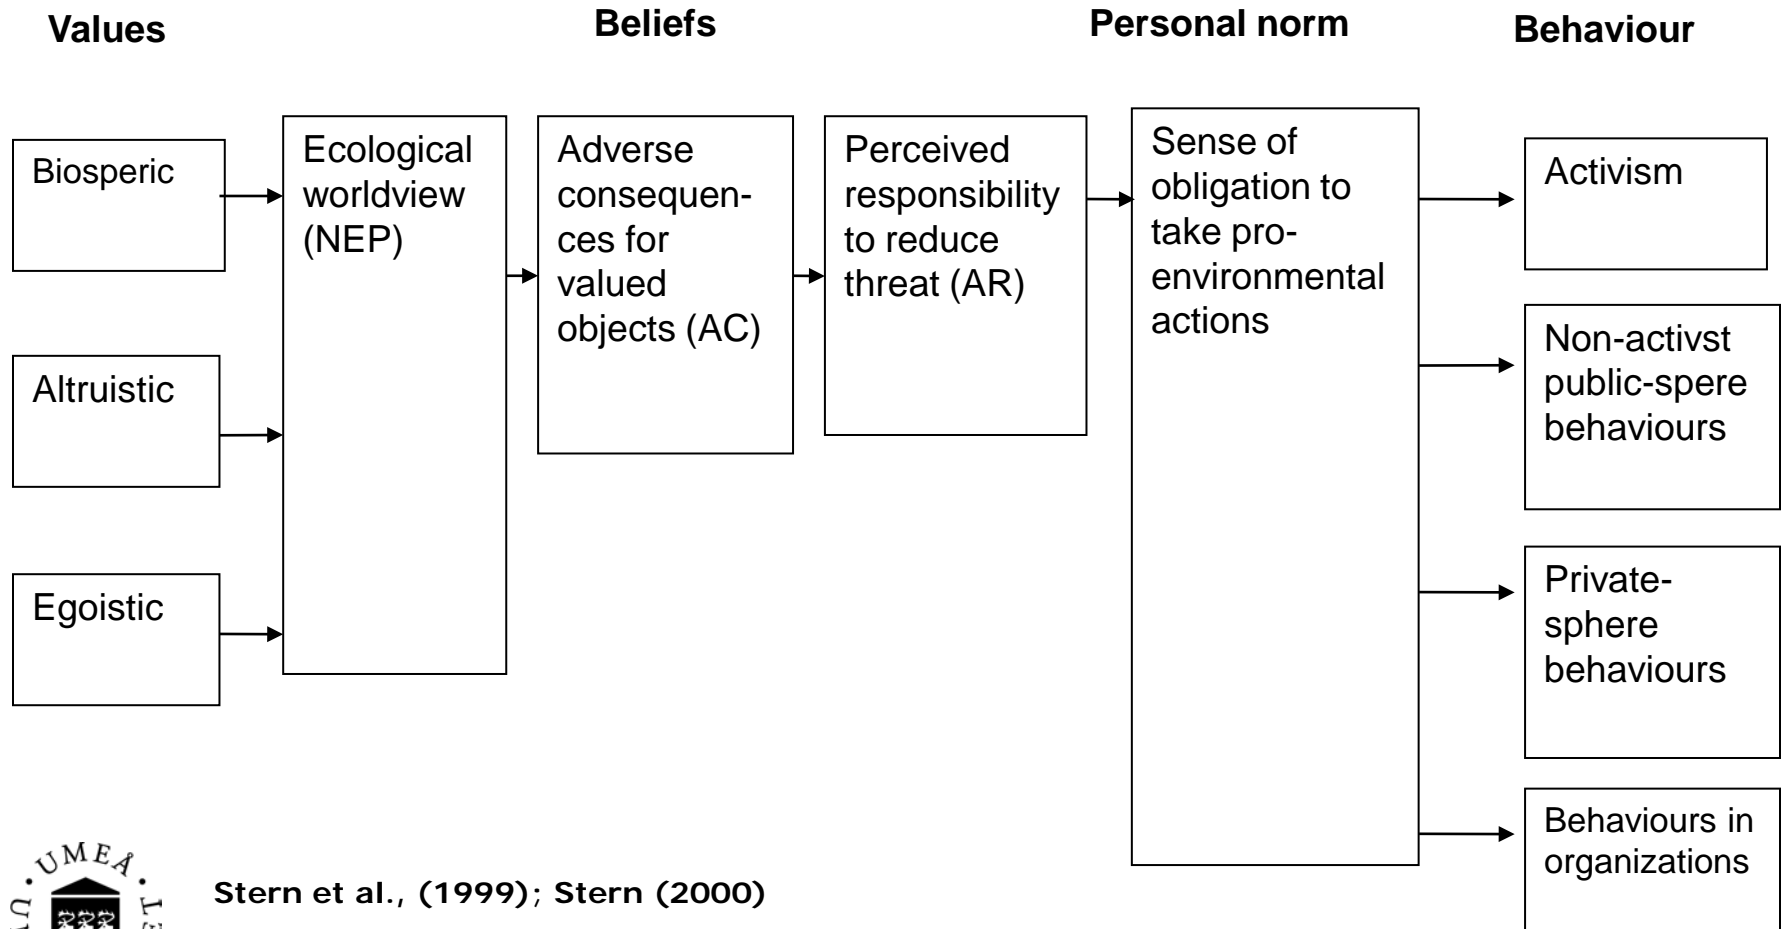 Values
Beliefs
Personal norm
Behaviour
Biosperic
Altruistic
Egoistic
Ecological
worldview
(NEP)
Adverse
consequen-
ces for
valued
objects (AC)
Perceived
responsibility
to reduce
threat (AR)
Sense of
obligation to
take pro-
environmental
actions
Activism
Non-activst
public-spere
behaviours
Private-
sphere
behaviours
Behaviours in
organizations
UMEÅ
Stern et al., (1999); Stern (2000)